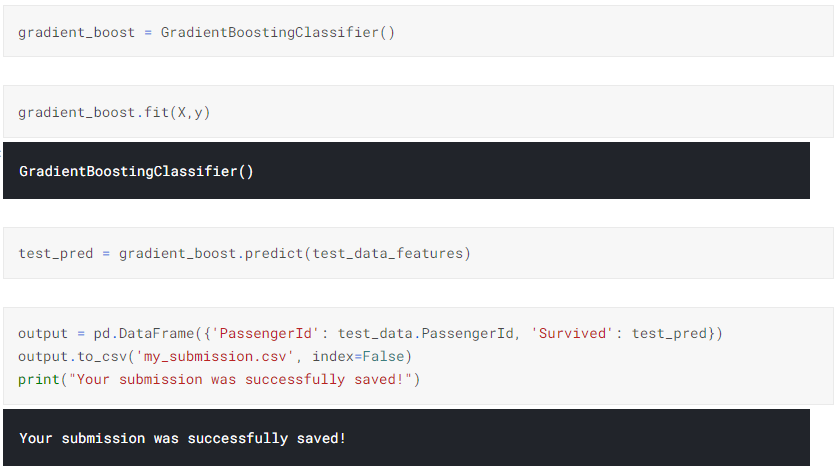 gradient_boost = GradientBoostingClassifier()
gradient_boost.fit(X,y)
GradientBoostingClassifier()
test_pred = gradient_boost.predict(test_data_features)
output = pd.DataFrame({'PassengerId': test_data.PassengerId, 'Survived': test_pred})
output.to_csv('my_submission.csv', index=False)
print("Your submission was successfully saved!")
Your submission was successfully saved!